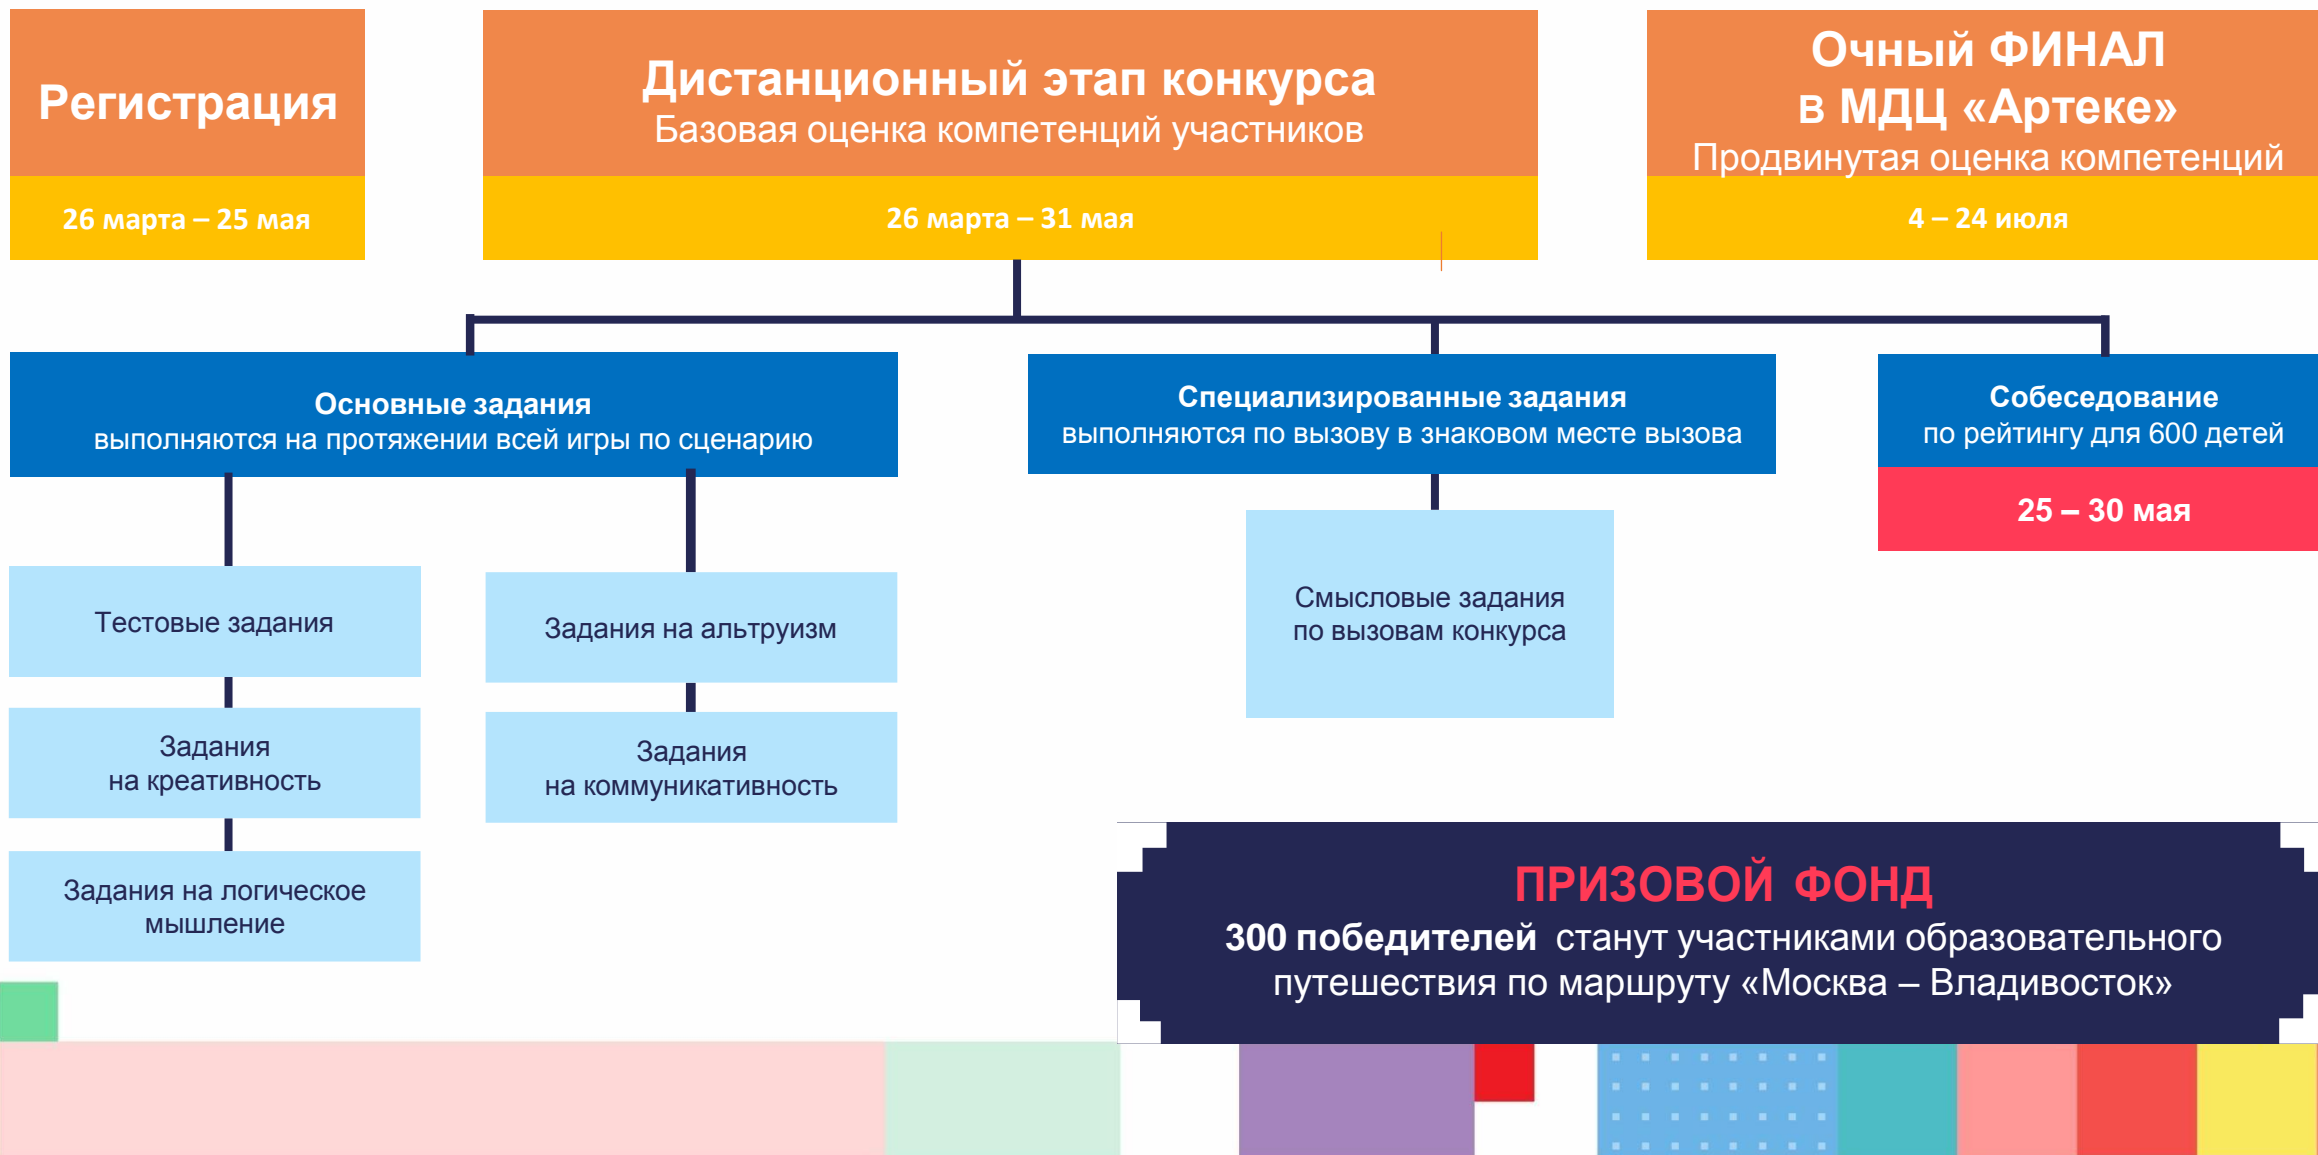 Регистрация
26 марта – 25 мая
Дистанционный этап конкурса
Базовая оценка компетенций участников
26 марта – 31 мая
Очный ФИНАЛ
в МДЦ «Артеке»
Продвинутая оценка компетенций
4 – 24 июля
Основные задания
выполняются на протяжении всей игры по сценарию
Специализированные задания
выполняются по вызову в знаковом месте вызова
Собеседование
по рейтингу для 600 детей
25 – 30 мая
Тестовые задания
Задания
на креативность
Задания на логическое
мышление
Задания на альтруизм
Задания
на коммуникативность
Смысловые задания
по вызовам конкурса
ПРИЗОВОЙ ФОНД
300 победителей станут участниками образовательного
путешествия по маршруту «Москва – Владивосток»